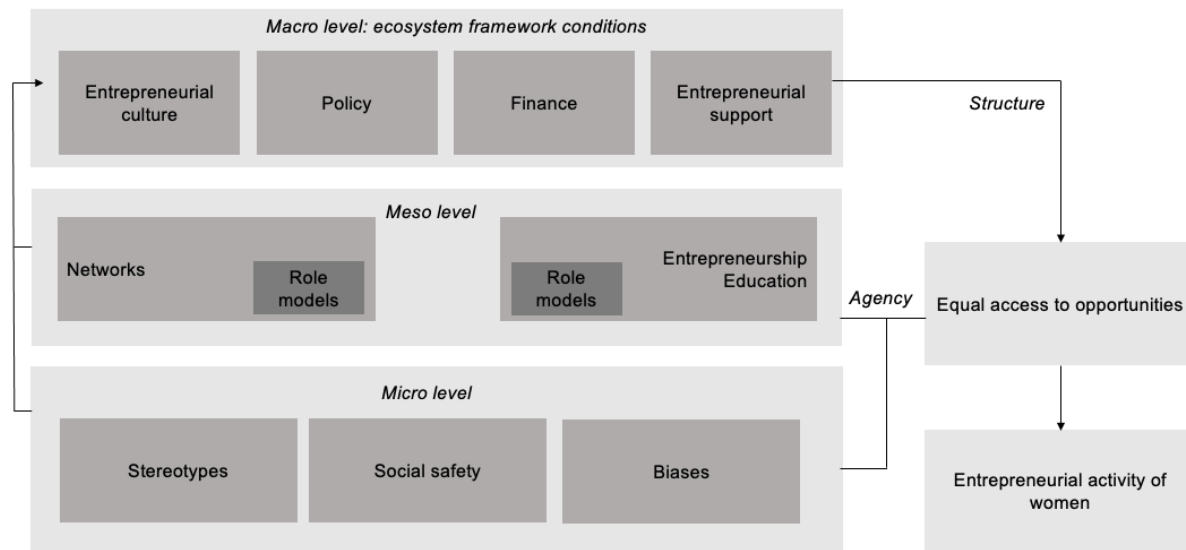 Macro level: ecosystem framework conditions
Entrepreneurial
culture
Policy
Finance
Entrepreneurial
support
Structure
Meso level
Networks
Role
models
Role
models
Entrepreneurship
Education
Agency
Equal access to opportunities
Micro level
Stereotypes
Social safety
Biases
Entrepreneurial activity of
women